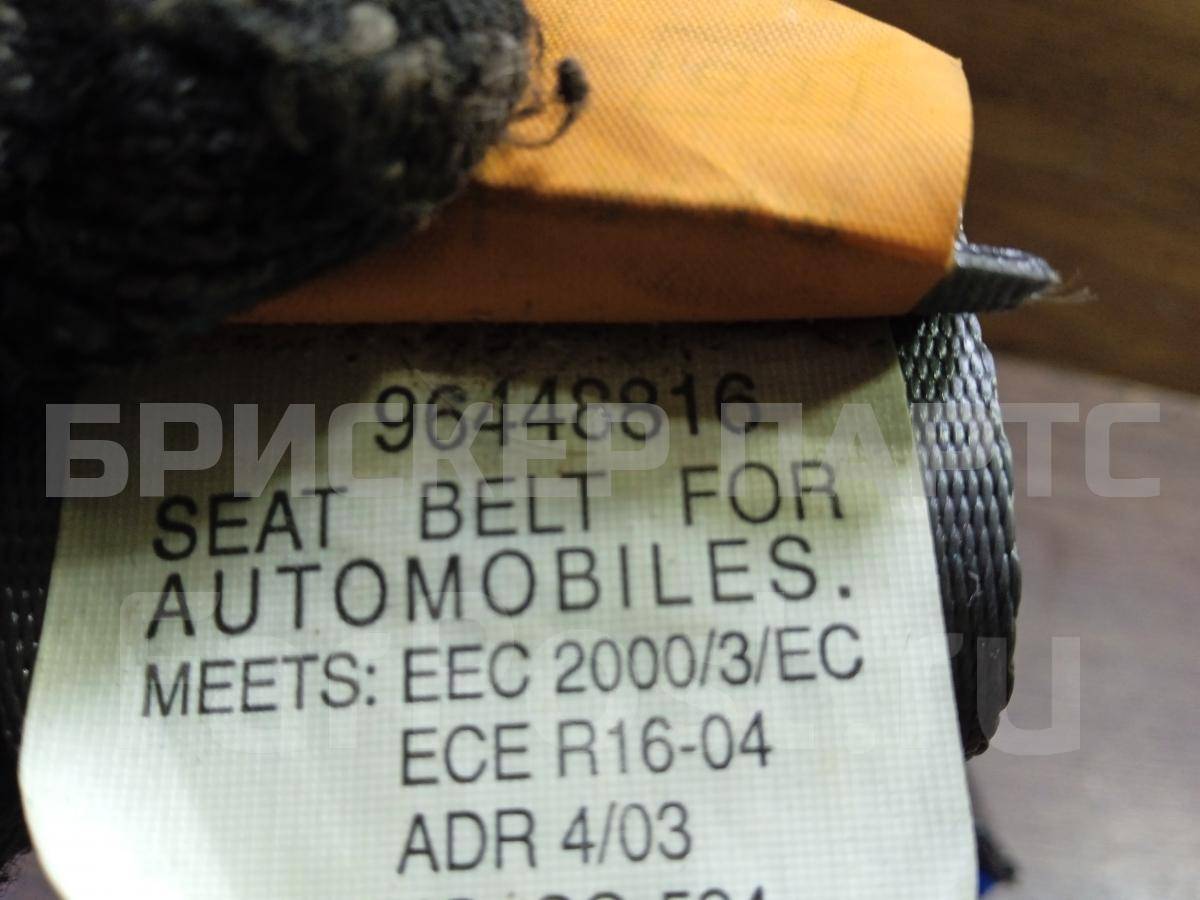 96448816
БРИСКЕР ПАРТС
SEAT BELT FOR
AUTOMOBILES.
MEETS: EEC 2000/3/EC
ECE R16-04
ADR 4/03